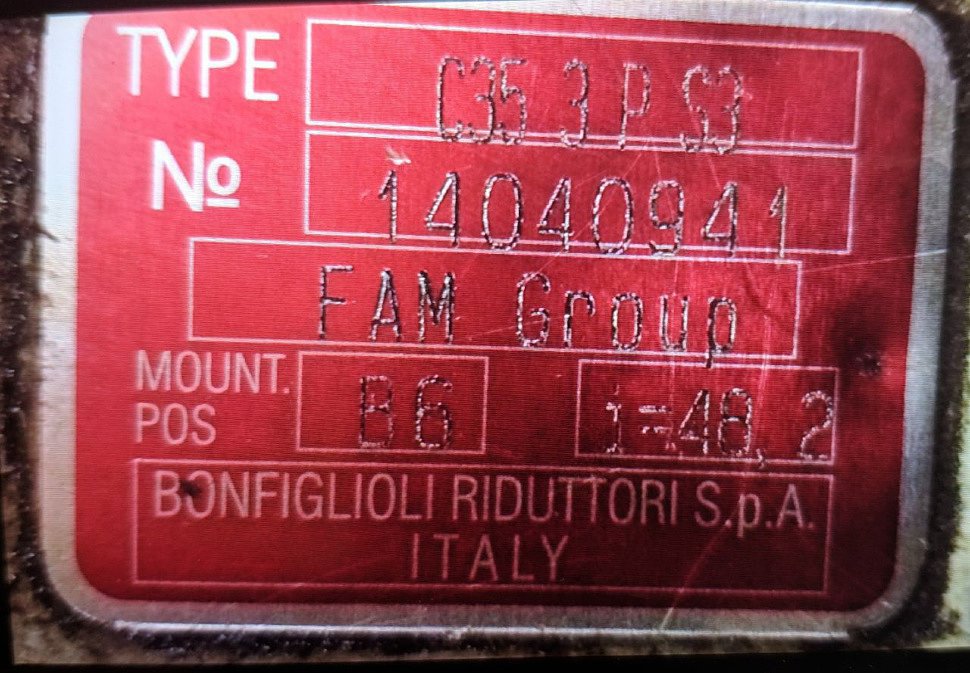 TYPE C35 3 P S3
№ 14040941
FAM Group
MOUNT. POS B6 i=48,2
BONFIGLIOLI RIDUTTORI S.p.A.
ITALY